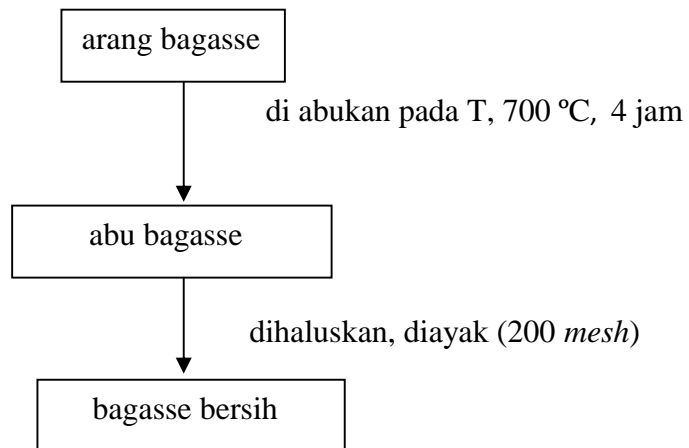 arang bagasse
di abukan pada T, 700 ºC, 4 jam
abu bagasse
dihaluskan, diayak (200 mesh)
bagasse bersih